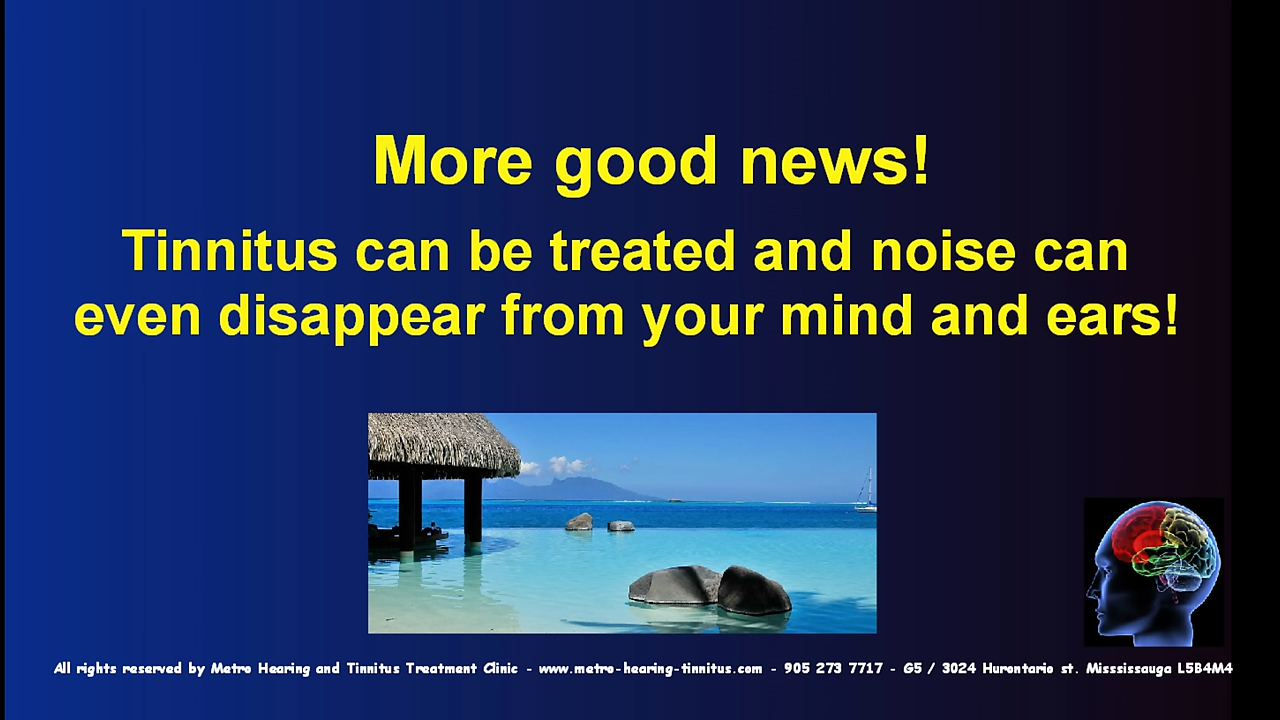 More good news!
Tinnitus can be treated and noise can
even disappear from your mind and ears!
All rights reserved by Metro Hearing and Tinnitus Treatment Clinic - www.metro-hearing-tinnitus.com - 905 273 7717 - G5 / 3024 Hurontario st. Misssissauga L5B4M4